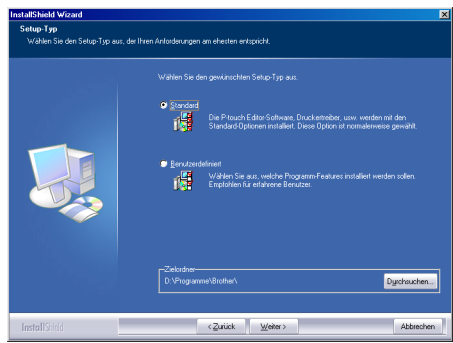 InstallShield Wizard
Setup-Typ
Wählen Sie den Setup-Typ aus, der Ihren Anforderungen am ehesten entspricht.
Wählen Sie den gewünschten Setup-Typ aus.
Standard
Die P-touch Editor-Software, Druckertreiber, usw. werden mit den
Standard-Optionen installiert. Diese Option ist normalerweise gewählt.
Benutzerdefiniert
Wählen Sie aus, welche Programm-Features installiert werden sollen.
Empfohlen für erfahrene Benutzer.
Zielordner
D:\Programme\Brother\
Durchsuchen...
InstallShield
< Zurück
Weiter >
Abbrechen